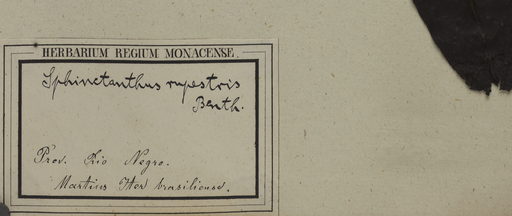 HERBARIUM REGIUM MONACENSE
Sphinctanthus rupestris
Benth.
Prov. Rio Negro.
Martius Iter brasiliense.